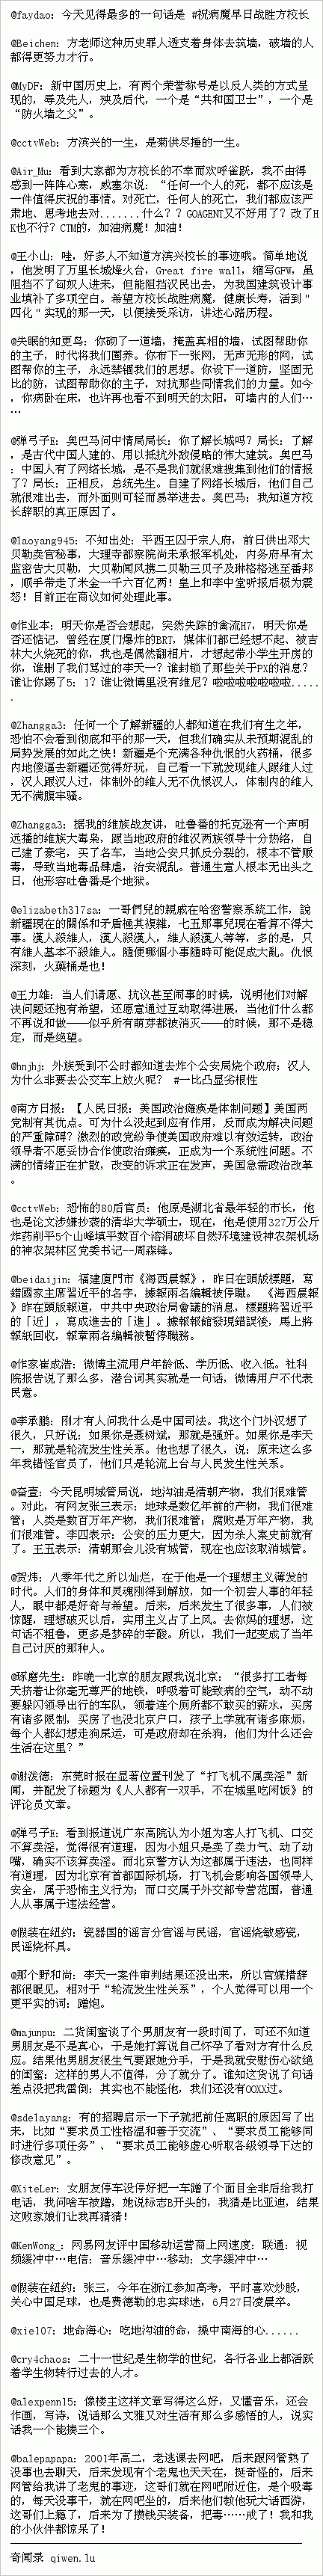 @faydao: 今天见得最多的一句话是 #祝病魔早日战胜方校长
@Beichen: 方老师这种历史罪人透支着身体去筑墙，破墙的人
都得更努力才行。
@MyDF: 新中国历史上，有两个荣誉称号是以反人类的方式呈
现的，辱及先人，殃及后代，一个是“共和国卫士”，一个是
“防火墙之父”。
@cctvWeb: 方滨兴的一生，是菊供尽捶的一生。
@Air_Mu: 看到大家都为方校长的不幸而欢呼雀跃，我不由得
感到一阵阵心寒，威塞尔说：“任何一个人的死，都不应该是
一件值得庆祝的事情。对死亡，任何人的死亡，我们都应该严
肃地、思考地去对.......什么？？GOAGENT又不好用了？改了H
K也不行？CTM的，加油病魔！加油！
@王小山: 哇，好多人不知道方滨兴校长的事迹哦。简单地说
，他发明了万里长城烽火台，Great fire wall，缩写GFW，虽
阻挡不了匈奴人进来，但能阻挡汉民出去，为我国建筑设计事
业填补了多项空白。希望方校长战胜病魔，健康长寿，活到＂
四化＂实现的那一天，以便接受采访，讲述心路历程。
@失眠的知更鸟: 你砌了一道墙，掩盖真相的墙，试图帮助你
的主子，时代将我们圈养。你布下一张网，无声无形的网，试
图帮你的主子，永远禁锢我们的思想。你设下一道防，坚固无
比的防，试图帮助你的主子，对抗那些同情我们的力量。如今
，你病卧在床，也许再也看不到明天的太阳，可墙内的人们…
…
@弹弓子E: 奥巴马问中情局局长：你了解长城吗？局长：了解
，是古代中国人建的、用以抵抗外敌侵略的伟大建筑。奥巴马
：中国人有了网络长城，是不是我们就很难搜集到他们的情报
了？局长：正相反，总统先生。自建了网络长城后，他们自己
就很难出去，而外面则可轻而易举进去。奥巴马：我知道方校
长辞职的真正原因了。
@laoyang945: 不知出处：平西王囚于宗人府，前日供出邓大
贝勒卖官秘事，大理寺都察院尚未承报军机处，内务府早有太
监密告大贝勒，大贝勒闻风携二贝勒三贝子及琳格格逃至番邦
，顺手带走了米金一千六百亿两！皇上和李中堂听报后极为震
怒！目前正在商议如何处理此事。
@作业本: 明天你是否会想起，突然失踪的禽流H7，明天你是
否还惦记，曾经在厦门爆炸的BRT，媒体们都已经想不起、被吉
林大火烧死的你，我也是偶然翻相片，才想起带小学生开房的
你，谁删了我们骂过的李天一？谁封锁了那些关于PX的消息？
谁让你踢了5：1？谁让微博里没有维尼？啦啦啦啦啦啦啦.....
.
@Zhangga3: 任何一个了解新疆的人都知道在我们有生之年，
恐怕不会看到彻底和平的那一天，但我们确实从未预期混乱的
局势发展的如此之快！新疆是个充满各种仇恨的火药桶，很多
内地傻逼去新疆还觉得好玩，自己看一下就发现维人跟维人过
，汉人跟汉人过，体制外的维人无不仇恨汉人，体制内的维人
无不满腹牢骚。
@Zhangga3: 据我的维族战友讲，吐鲁番的托克逊有一个声明
远播的维族大毒枭，跟当地政府的维汉两族领导十分热络，自
己建了豪宅，买了名车，当地公安只抓反分裂的，根本不管贩
毒，导致当地毒品肆虐，治安混乱。普通生意人根本无出头之
日，他形容吐鲁番是个地狱。
@elizabeth317sa: 一哥們兒的親戚在哈密警察系统工作，說
新疆現在的關係和矛盾極其複雜，七五那事兒現在看算不得大
事。漢人殺維人，漢人殺漢人，維人殺漢人等等，多的是，只
有維人基本不殺維人。隨便哪個小事隨時可能促成大亂。仇恨
深刻，火藥桶是也！
@王力雄: 当人们请愿、抗议甚至闹事的时候，说明他们对解
决问题还抱有希望，还愿意通过互动取得进展，当他们什么都
不再说和做——似乎所有萌芽都被消灭——的时候，那不是稳
定，而是绝望。
@hnjhj: 外族受到不公时都知道去炸个公安局烧个政府；汉人
为什么非要去公交车上放火呢？ #一比凸显劣根性
@南方日报:【人民日报：美国政治瘫痪是体制问题】美国两
党制有其优点。可为什么没起到应有作用，反而成为解决问题
的严重障碍？激烈的政党纷争使美国政府难以有效运转，政治
领导者不愿妥协合作使政治瘫痪，正成为一个系统性问题。不
满的情绪正在扩散，改变的诉求正在发声，美国急需政治改革
。
@cctvWeb: 恐怖的80后官员：他原是湖北省最年轻的市长，他
也是论文涉嫌抄袭的清华大学硕士，现在，他是使用327万公斤
炸药削平5个山峰填平数百个溶洞破坏自然环境建设神农架机场
的神农架林区党委书记--周森锋。
@beidaijin: 福建廈門市《海西晨報》，昨日在頭版標題，寫
錯國家主席習近平的名字，據報兩名編輯被停職。 《海西晨報
》昨在頭版報道，中共中央政治局會議的消息，標題將習近平
的「近」，寫成進去的「進」。據報報館發現錯誤後，馬上將
報紙回收，報章兩名編輯被暫停職務。
@作家崔成浩: 微博主流用户年龄低、学历低、收入低。社科
院报告说了那么多，潜台词其实就是一句话，微博用户不代表
民意。
@李承鹏: 刚才有人问我什么是中国司法。我这个门外汉想了
很久，只好说：如果你是聂树斌，那就是强奸。如果你是李天
一，那就是轮流发生性关系。他也想了很久，说：原来这么多
年我错怪官员了，他们只是轮流上台与人民发生性关系。
@奋壹: 今天昆明城管局说，地沟油是清朝产物，我们很难管
。对此，有网友张三表示：地球是数亿年前的产物，我们很难
管；人类是数百万年产物，我们很难管；腐败是万年产物，我
们很难管。李四表示：公安的压力更大，因为杀人案史前就有
了。王五表示：清朝那会儿没有城管，现在也应该取消城管。
@贺炜: 八零年代之所以灿烂，在于他是一个理想主义薄发的
时代。人们的身体和灵魂刚得到解放，如一个初尝人事的年轻
人，眼中都是好奇与希望。后来，后来发生了很多事，人们被
惊醒，理想破灭以后，实用主义占了上风。去你妈的理想，这
句话不粗鲁，更多是梦碎的辛酸。所以，我们一起变成了当年
自己讨厌的那种人。
@琢磨先生: 昨晚一北京的朋友跟我说北京：“很多打工者每
天挤着让你毫无尊严的地铁，呼吸着可能致病的空气，动不动
要躲闪领导出行的车队，领着连个厕所都不敢买的薪水，买房
有诸多限制，买房了也没北京户口，孩子上学就有诸多麻烦，
每个人都幻想走狗屎运，可是政府却在杀狗，他们为什么还会
生活在这里？”
@谢泼德: 东莞时报在显著位置刊发了“打飞机不属卖淫”新
闻，并配发了标题为《人人都有一双手，不在城里吃闲饭》的
评论员文章。
@弹弓子E: 看到报道说广东高院认为小姐为客人打飞机、口交
不算卖淫，觉得很有道理，因为小姐只是卖了卖力气、动了动
嘴，确实不该算卖淫。而北京警方认为这都属于违法，也同样
有道理，因为北京有首都国际机场，打飞机会影响各国领导人
安全，属于恐怖主义行为；而口交属于外交部专营范围，普通
人从事属于违法经营。
@假装在纽约: 瓷器国的谣言分官谣与民谣，官谣烧敏感瓷，
民谣烧杯具。
@那个野和尚: 李天一案件审判结果还没出来，所以官媒措辞
都很眼见，相对于“轮流发生性关系”，个人觉得可以用一个
更平实的词：蹭炮。
@majunpu: 二货闺蜜谈了个男朋友有一段时间了，可还不知道
男朋友是不是真心，于是她打算说自己怀孕了看对方有什么反
应。结果他男朋友很生气要跟她分手，于是我就安慰伤心欲绝
的闺蜜：这样的男人不值得，分了就分了。谁知这货说了句话
差点没把我雷倒：其实也不能怪他，我们还没有OOXX过。
@sdelayang: 有的招聘启示一下子就把前任离职的原因写了出
来，比如“要求员工性格温和善于交流”、“要求员工能够同
时进行多项任务”、“要求员工能够虚心听取各级领导下达的
修改意见”。
@XiteLer: 女朋友停车没停好把一车蹭了个面目全非后给我打
电话，我问啥车被蹭，她说标志B开头的，我猜是比亚迪，结果
这败家娘们让我再猜猜！
@KenWong_: 网易网友评中国移动运营商上网速度：联通：视
频缓冲中…电信：音乐缓冲中…移动：文字缓冲中…
@假装在纽约: 张三，今年在浙江参加高考，平时喜欢炒股，
关心中国足球，也是费德勒的忠实球迷，6月27日凌晨卒。
@xie107: 地命海心：吃地沟油的命，操中南海的心......
@cry4chaos: 二十一世纪是生物学的世纪，各行各业上都活跃
着学生物转行过去的人才。
@alexpenn15: 像楼主这样文章写得这么好，又懂音乐，还会
作画，写诗，说话那么文雅又对生活有那么多感悟的人，说实
话我一个能揍三个。
@balepapapa: 2001年高二，老逃课去网吧，后来跟网管熟了
没事也去聊天，后来发现有个老鬼也天天在，挺奇怪的，后来
网管给我讲了老鬼的事迹，这哥们就在网吧附近住，是个吸毒
的，每天没事干，就在网吧坐的，后来他们教他玩大话西游，
这哥们上瘾了，后来为了攒钱买装备，把毒……戒了！我和我
的小伙伴都惊呆了！
奇闻录 qiwen.lu